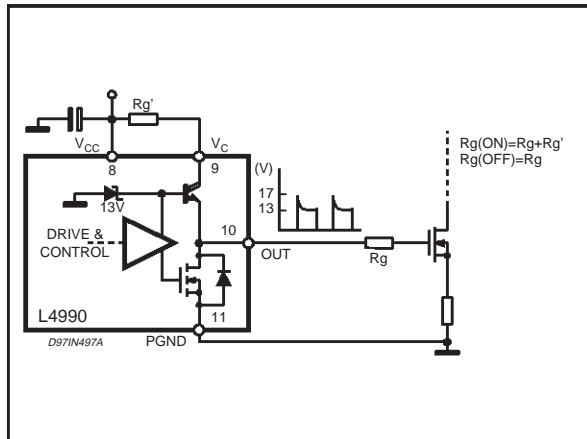 Rg'
VCC
8
VC
9
(V)
17
13
Rg(ON)=Rg+Rg'
Rg(OFF)=Rg
13V
DRIVE &
CONTROL
10
OUT
Rg
L4990
11
D97IN497A
PGND